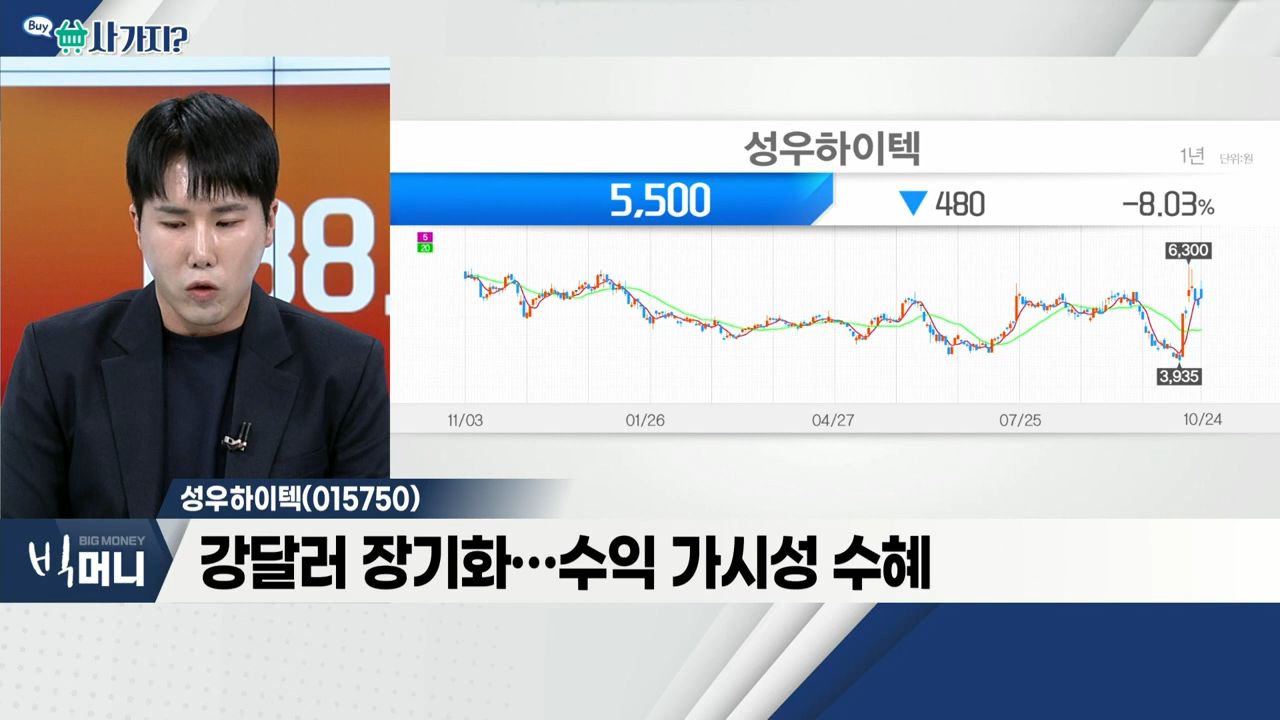 Buy
사가지?
88.
성우하이텍
1년
단위:원
5,500
▼480
-8.03%
5
20
6,300
3,935
11/03
01/26
04/27
07/25
10/24
성우하이텍(015750)
빅머니
BIG MONEY
강달러 장기화…수익 가시성 수혜